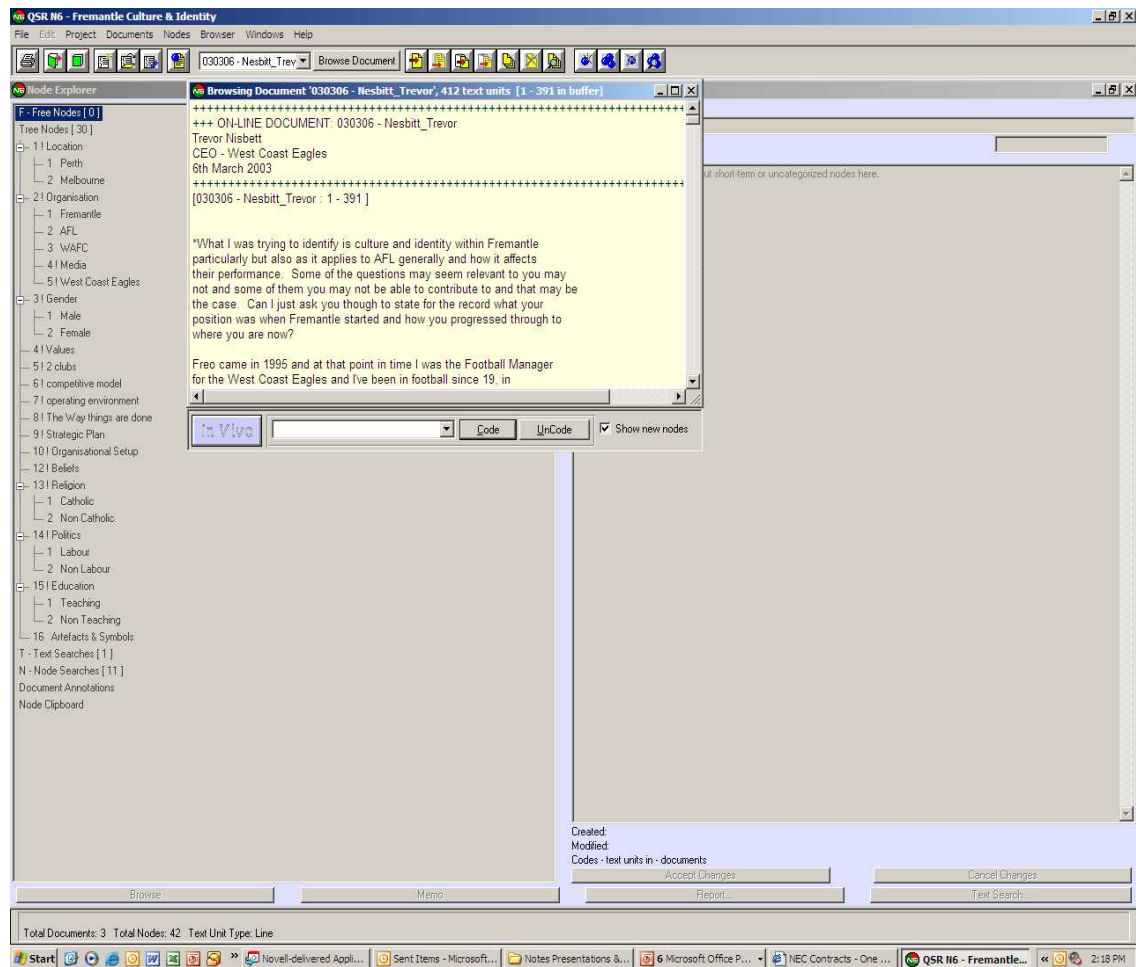 QSR N6 - Fremantle Culture & Identity
File Edit Project Documents Nodes Browser Windows Help
030306 - Nesbitt_Trev Browse Document
Node Explorer
F - Free Nodes [ 0 ]
Tree Nodes [ 30 ]
1 ! Location
1 Perth
2 Melbourne
2 ! Organisation
1 Fremantle
2 AFL
3 WAFC
4 ! Media
5 ! West Coast Eagles
3 ! Gender
1 Male
2 Female
4 ! Values
5 ! 2 clubs
6 ! competitive model
7 ! operating environment
8 ! The Way things are done
9 ! Strategic Plan
10 ! Organisational Setup
12 ! Beliefs
13 ! Religion
1 Catholic
2 Non Catholic
14 ! Politics
1 Labour
2 Non Labour
15 ! Education
1 Teaching
2 Non Teaching
16 Artefacts & Symbols
T - Text Searches [ 1 ]
N - Node Searches [ 11 ]
Document Annotations
Node Clipboard
Browsing Document '030306 - Nesbitt_Trevor', 412 text units [1 - 391 in buffer]
+++ ON-LINE DOCUMENT: 030306 - Nesbitt_Trevor
Trevor Nisbett
CEO - West Coast Eagles
6th March 2003
[030306 - Nesbitt_Trevor : 1 - 391 ]
*What I was trying to identify is culture and identity within Fremantle
particularly but also as it applies to AFL generally and how it affects
their performance. Some of the questions may seem relevant to you may
not and some of them you may not be able to contribute to and that may be
the case. Can I just ask you though to state for the record what your
position was when Fremantle started and how you progressed through to
where you are now?
Freo came in 1995 and at that point in time I was the Football Manager
for the West Coast Eagles and I've been in football since 19, in
In Vivo Code UnCode Show new nodes
ut short-term or uncategorized nodes here.
Created:
Modified:
Codes - text units in - documents
Accept Changes Cancel Changes
Browse Memo Report... Text Search...
Total Documents: 3 Total Nodes: 42 Text Unit Type: Line
Start Novell-delivered Appli... Sent Items - Microsoft... Notes Presentations &... 6 Microsoft Office P... NEC Contracts - One ... QSR N6 - Fremantle... 2:18 PM